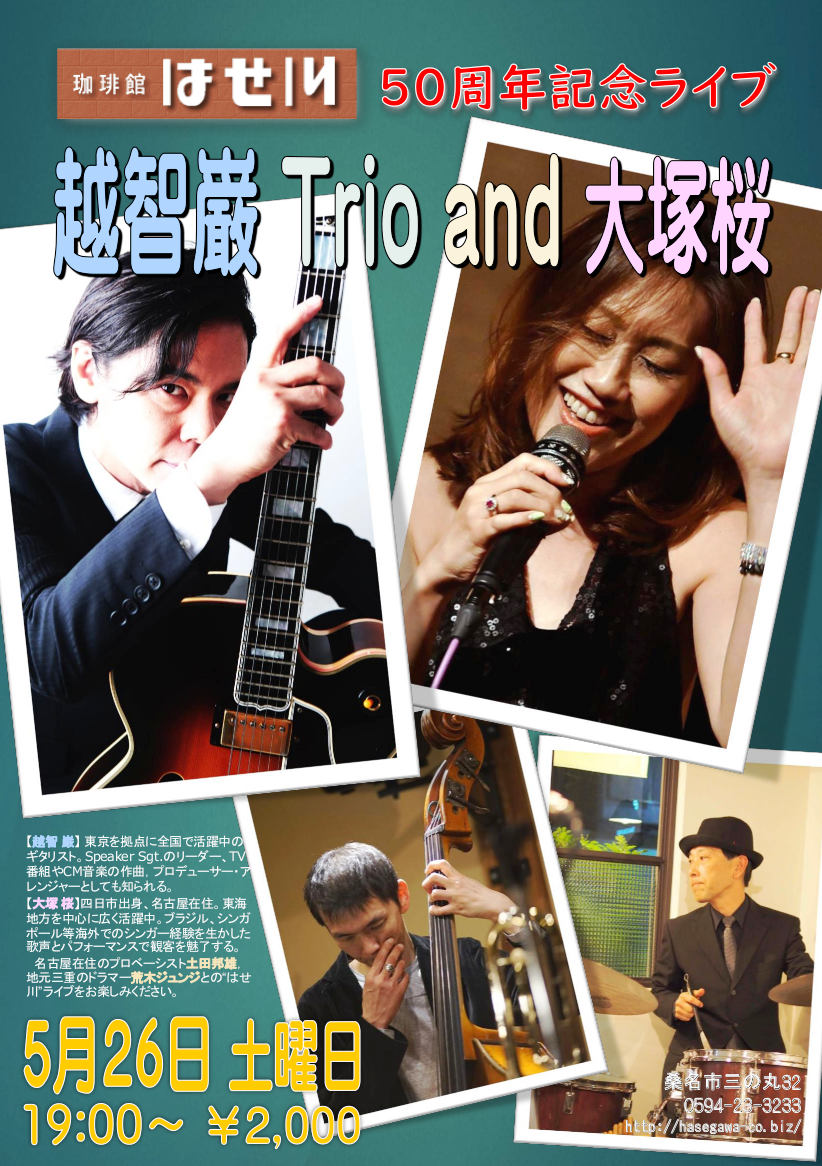 珈琲館 はせ川 50周年記念ライブ
越智巌 Trio and 大塚桜
【越智 巌】 東京を拠点に全国で活躍中の
ギタリスト。Speaker Sgt.のリーダー、TV
番組やCM音楽の作曲，プロデューサー・ア
レンジャーとしても知られる。
【大塚 桜】四日市出身、名古屋在住。東海
地方を中心に広く活躍中。ブラジル、シンガ
ポール等海外でのシンガー経験を生かした
歌声とパフォーマンスで観客を魅了する。
名古屋在住のプロベーシスト土田邦雄，
地元三重のドラマー荒木ジュンジとの“はせ
川”ライブをお楽しみください。
5月26日 土曜日
19:00～ ￥2,000
桑名市三の丸32
0594-23-3233
http://hasegawa-co.biz/